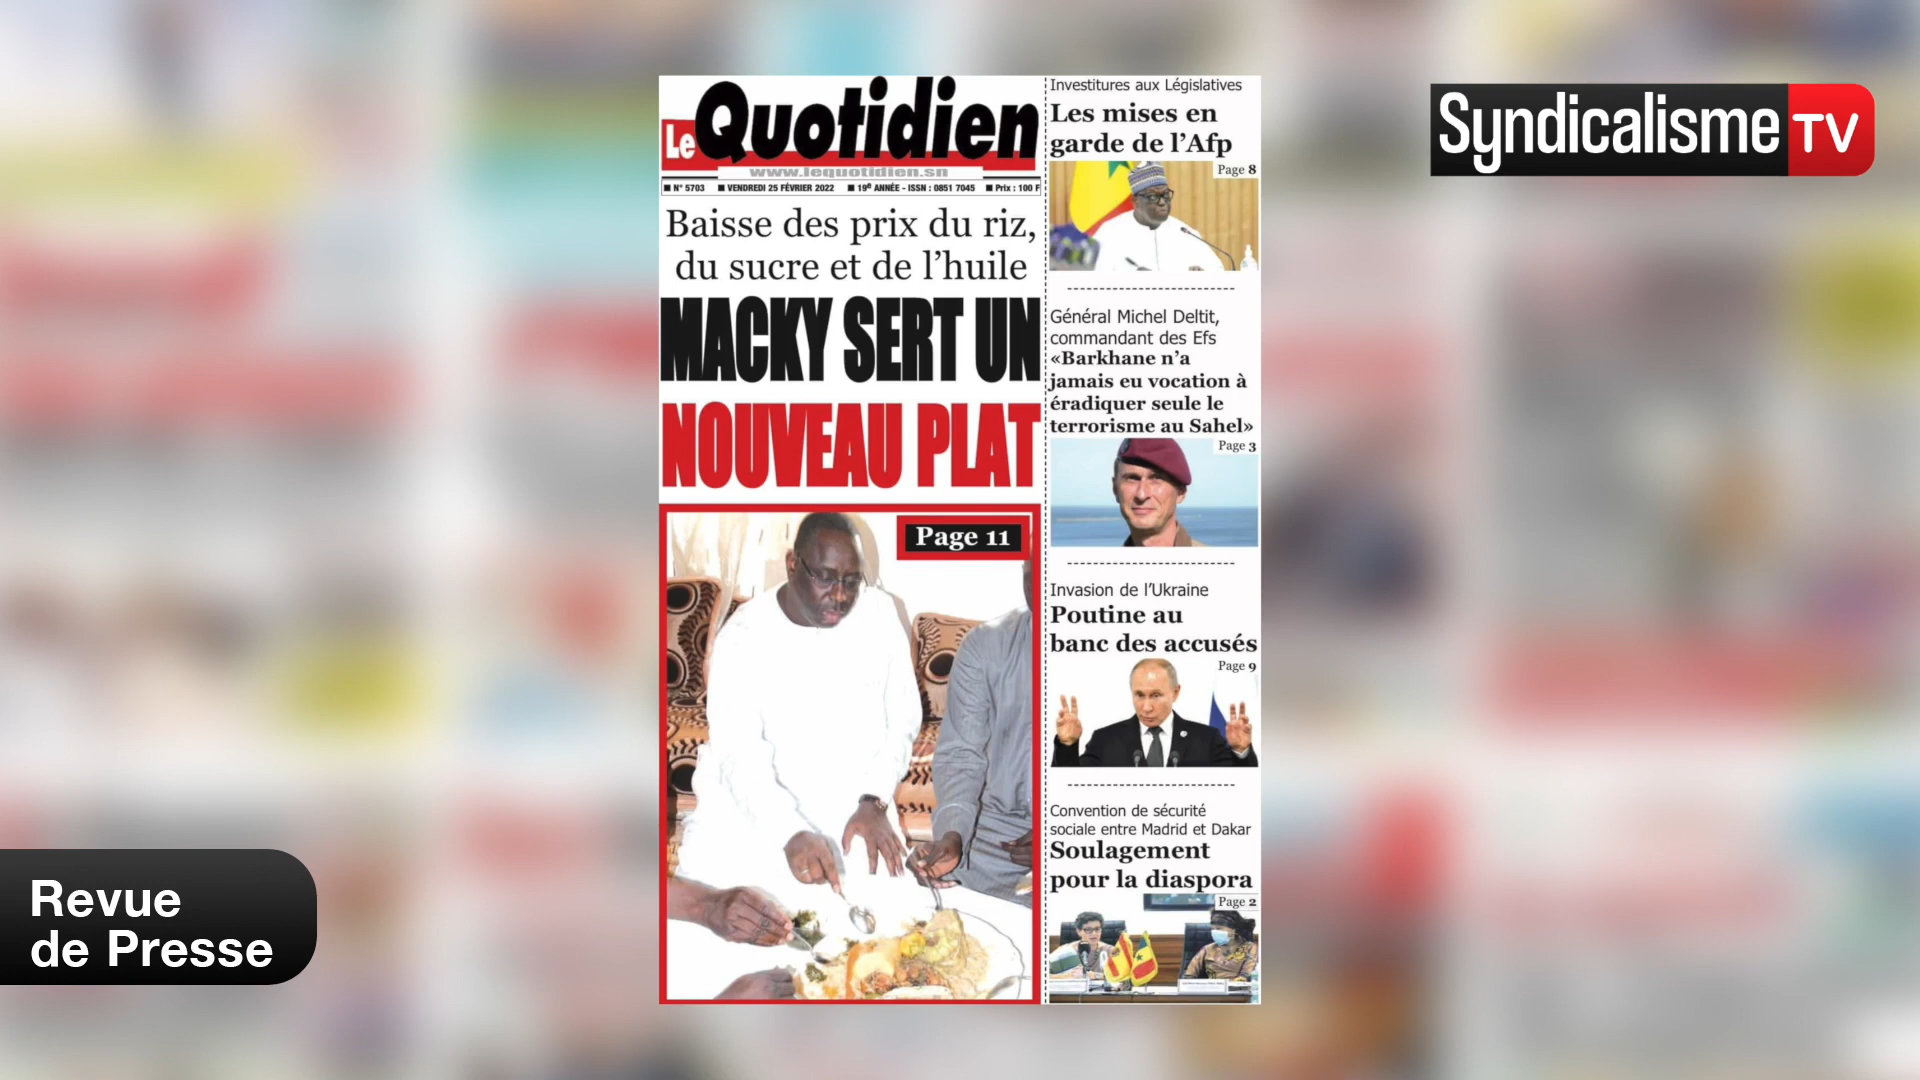 Le Quotidien
www.lequotidien.sn
N° 5703 VENDREDI 25 FÉVRIER 2022 19e ANNÉE - ISSN : 0851 7045 Prix : 100 F
Baisse des prix du riz,
du sucre et de l’huile
MACKY SERT UN
NOUVEAU PLAT
Page 11
Investitures aux Législatives
Les mises en
garde de l’Afp
Page 8
Général Michel Deltit,
commandant des Efs
«Barkhane n’a
jamais eu vocation à
éradiquer seule le
terrorisme au Sahel»
Page 3
Invasion de l’Ukraine
Poutine au
banc des accusés
Page 9
Convention de sécurité
sociale entre Madrid et Dakar
Soulagement
pour la diaspora
Page 2
Syndicalisme TV
Revue
de Presse